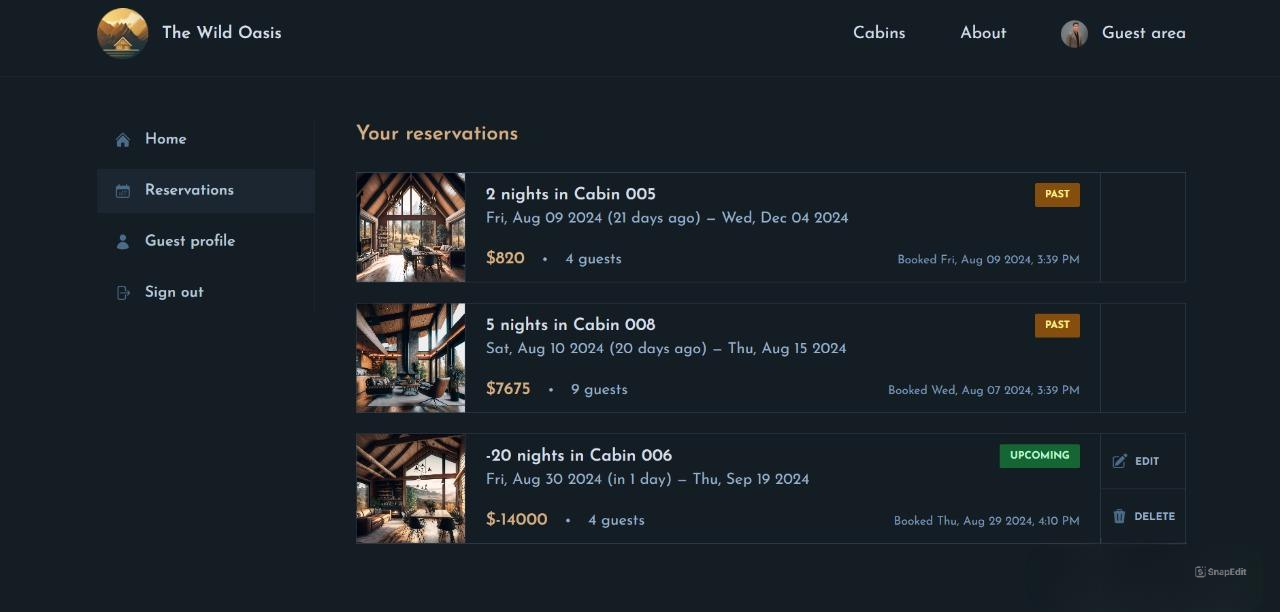 The Wild Oasis
Cabins
About
Guest area
Home
Reservations
Guest profile
Sign out
Your reservations
2 nights in Cabin 005
PAST
Fri, Aug 09 2024 (21 days ago) — Wed, Dec 04 2024
$820 • 4 guests
Booked Fri, Aug 09 2024, 3:39 PM
5 nights in Cabin 008
PAST
Sat, Aug 10 2024 (20 days ago) — Thu, Aug 15 2024
$7675 • 9 guests
Booked Wed, Aug 07 2024, 3:39 PM
-20 nights in Cabin 006
UPCOMING
Fri, Aug 30 2024 (in 1 day) — Thu, Sep 19 2024
$-14000 • 4 guests
Booked Thu, Aug 29 2024, 4:10 PM
EDIT
DELETE
SnapEdit